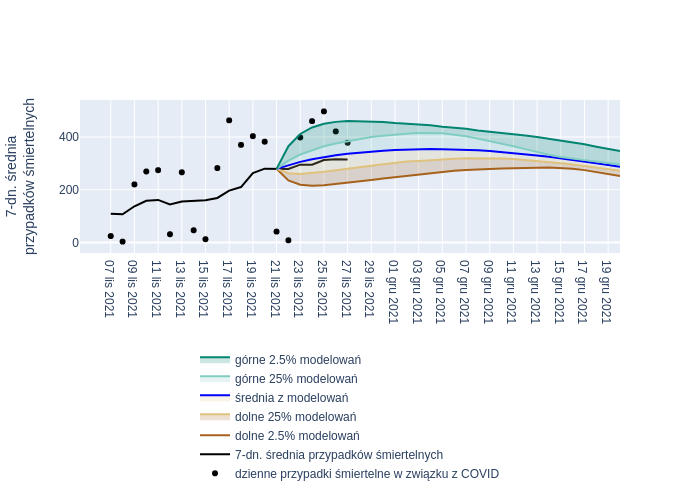 7-dn. średnia
przypadków śmiertelnych
400
200
0
07 lis 2021
09 lis 2021
11 lis 2021
13 lis 2021
15 lis 2021
17 lis 2021
19 lis 2021
21 lis 2021
23 lis 2021
25 lis 2021
27 lis 2021
29 lis 2021
01 gru 2021
03 gru 2021
05 gru 2021
07 gru 2021
09 gru 2021
11 gru 2021
13 gru 2021
15 gru 2021
17 gru 2021
19 gru 2021
górne 2.5% modelowań
górne 25% modelowań
średnia z modelowań
dolne 25% modelowań
dolne 2.5% modelowań
7-dn. średnia przypadków śmiertelnych
dzienne przypadki śmiertelne w związku z COVID